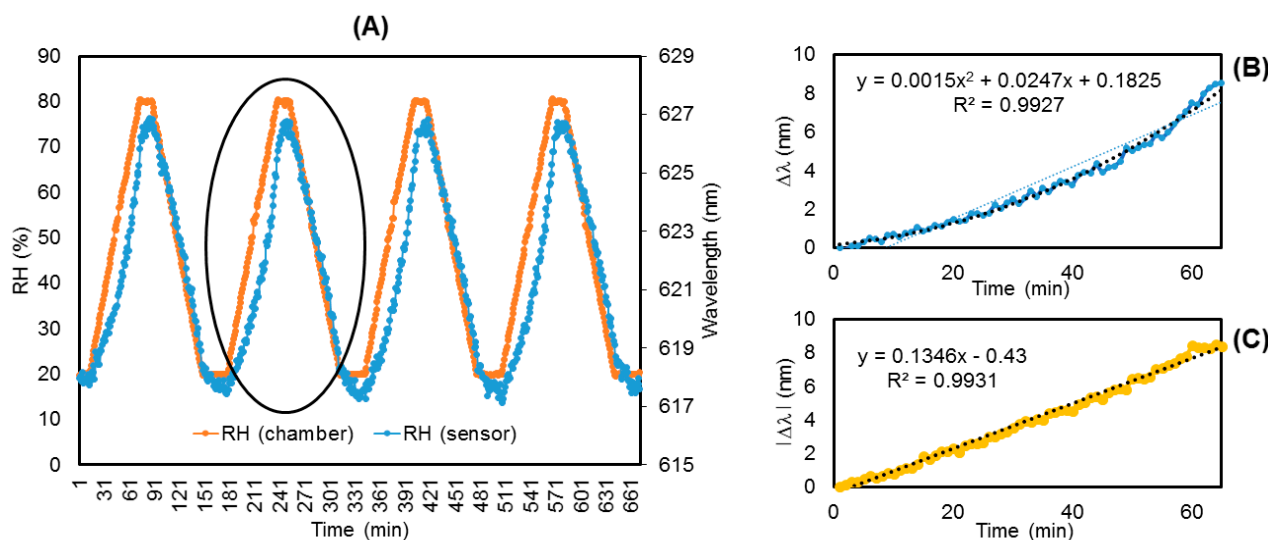 (A)
90
80
70
60
50
40
30
20
10
0
RH (%)
629
627
625
623
621
619
617
615
Wavelength (nm)
RH (chamber) RH (sensor)
1 31 61 91 121 151 181 211 241 271 301 331 361 391 421 451 481 511 541 571 601 631 661
Time (min)
(B)
10
8
6
4
2
0
Δλ (nm)
y = 0.0015x² + 0.0247x + 0.1825
R² = 0.9927
0 20 40 60
Time (min)
(C)
10
8
6
4
2
0
|Δλ| (nm)
y = 0.1346x - 0.43
R² = 0.9931
0 20 40 60
Time (min)